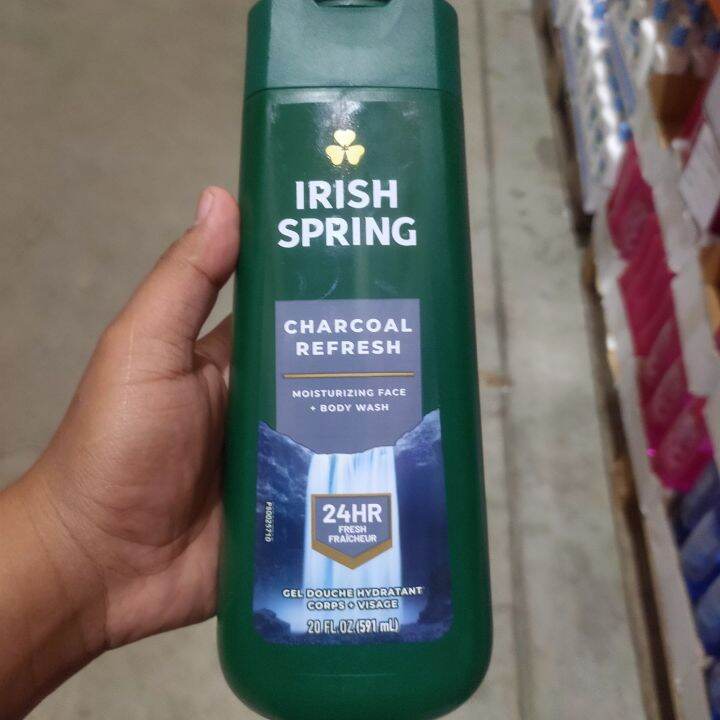 IRISH
SPRING
CHARCOAL
REFRESH
MOISTURIZING FACE
+ BODY WASH
24HR
FRESH
FRAÎCHEUR
P50025710
GEL DOUCHE HYDRATANT
CORPS + VISAGE
20 FL.OZ.(591 mL)